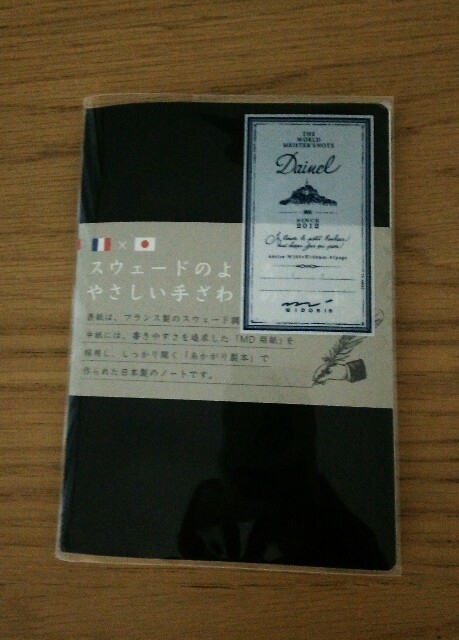 THE
WORLD
MEISTER'S NOTE
Dainel
SINCE
2012
MIDORI
×
スウェードのよ
やさしい手ざわ
表紙は、フランス製のスウェード調
本紙には、書きやすさを追求した「MD用紙」を
採用し、しっかり開く「糸かがり製本」で
作られた日本製のノートです。